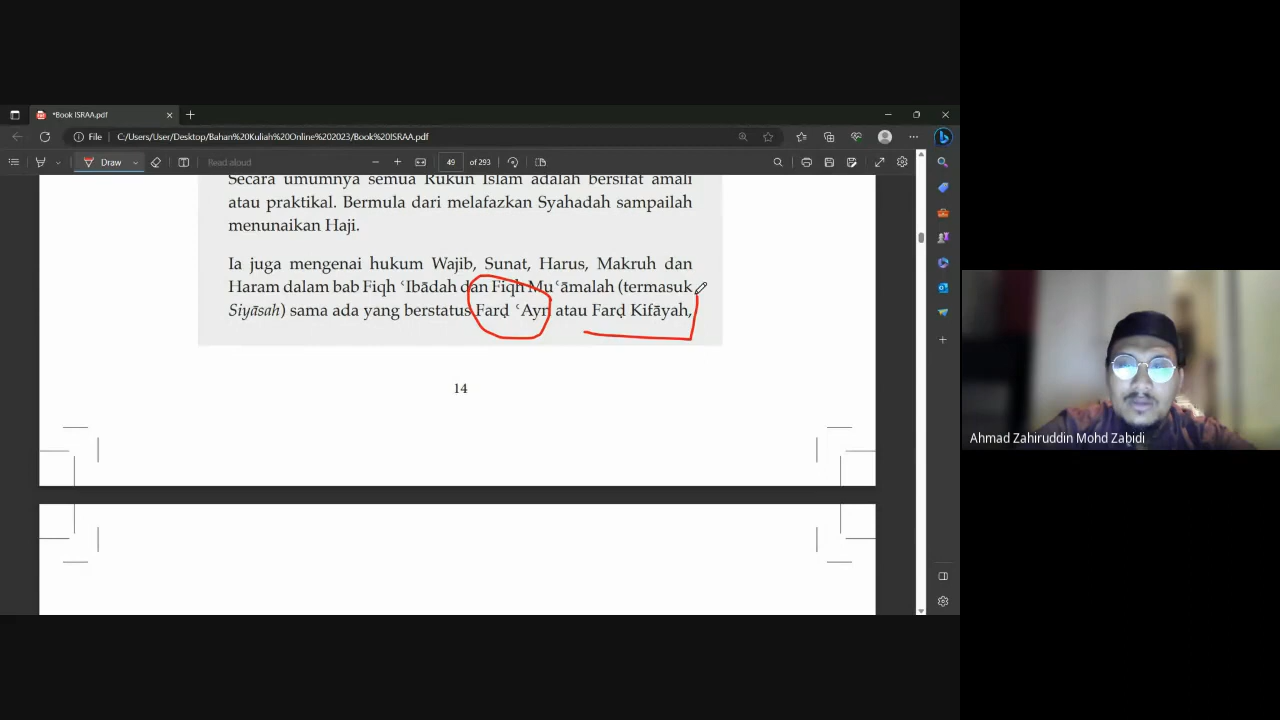 *Book ISRAA.pdf
File
C:/Users/User/Desktop/Bahan%20Kuliah%20Online%202023/Book%20ISRAA.pdf
Draw
Read aloud
49 of 293
Secara umumnya semua Rukun Islam adalah bersifat amali
atau praktikal. Bermula dari melafazkan Syahadah sampailah
menunaikan Haji.
Ia juga mengenai hukum Wajib, Sunat, Harus, Makruh dan
Haram dalam bab Fiqh ʿIbādah dan Fiqh Muʿāmalah (termasuk
Siyāsah) sama ada yang berstatus Farḍ ʿAyn atau Farḍ Kifāyah,
14
Ahmad Zahiruddin Mohd Zabidi